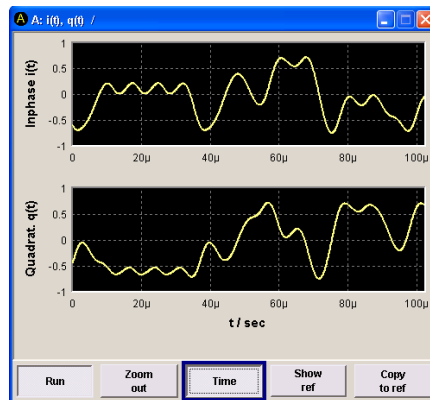 A A: i(t), q(t) /
Inphase i(t)
1
0.5
0
-0.5
-1
0 20µ 40µ 60µ 80µ 100µ
Quadrat. q(t)
1
0.5
0
-0.5
-1
0 20µ 40µ 60µ 80µ 100µ
t / sec
Run
Zoom
out
Time
Show
ref
Copy
to ref